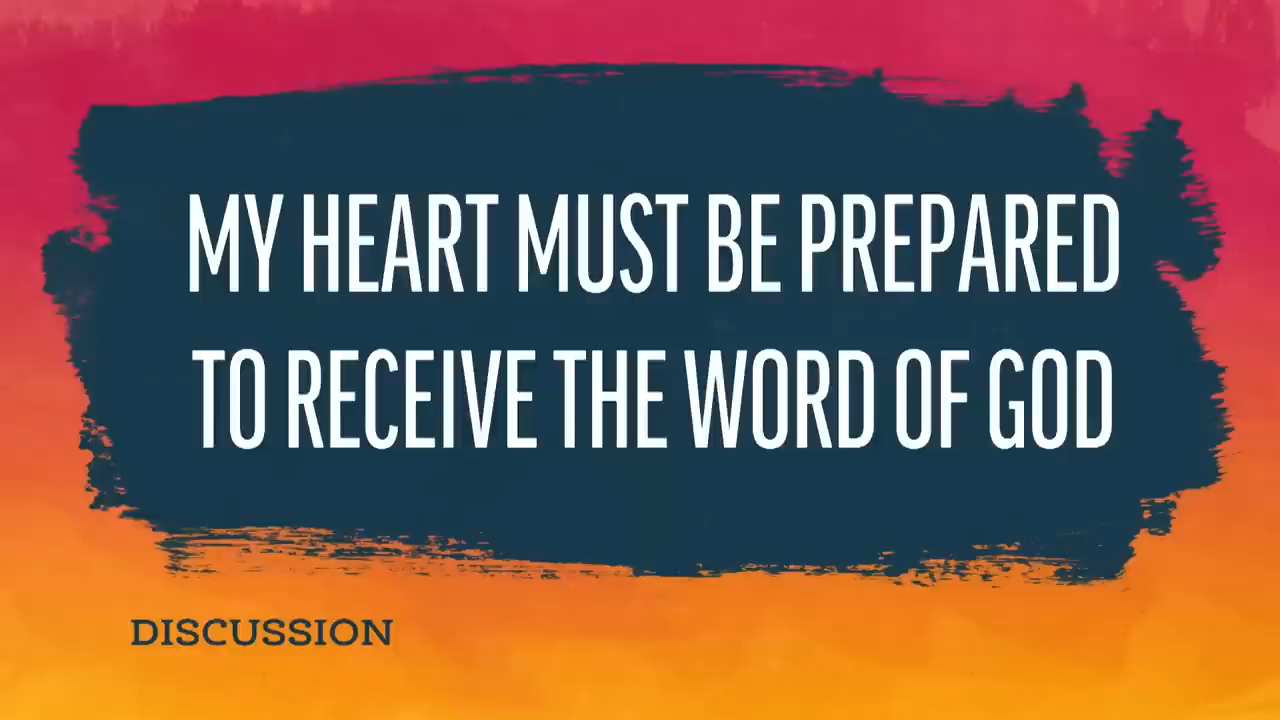 MY HEART MUST BE PREPARED
TO RECEIVE THE WORD OF GOD
DISCUSSION